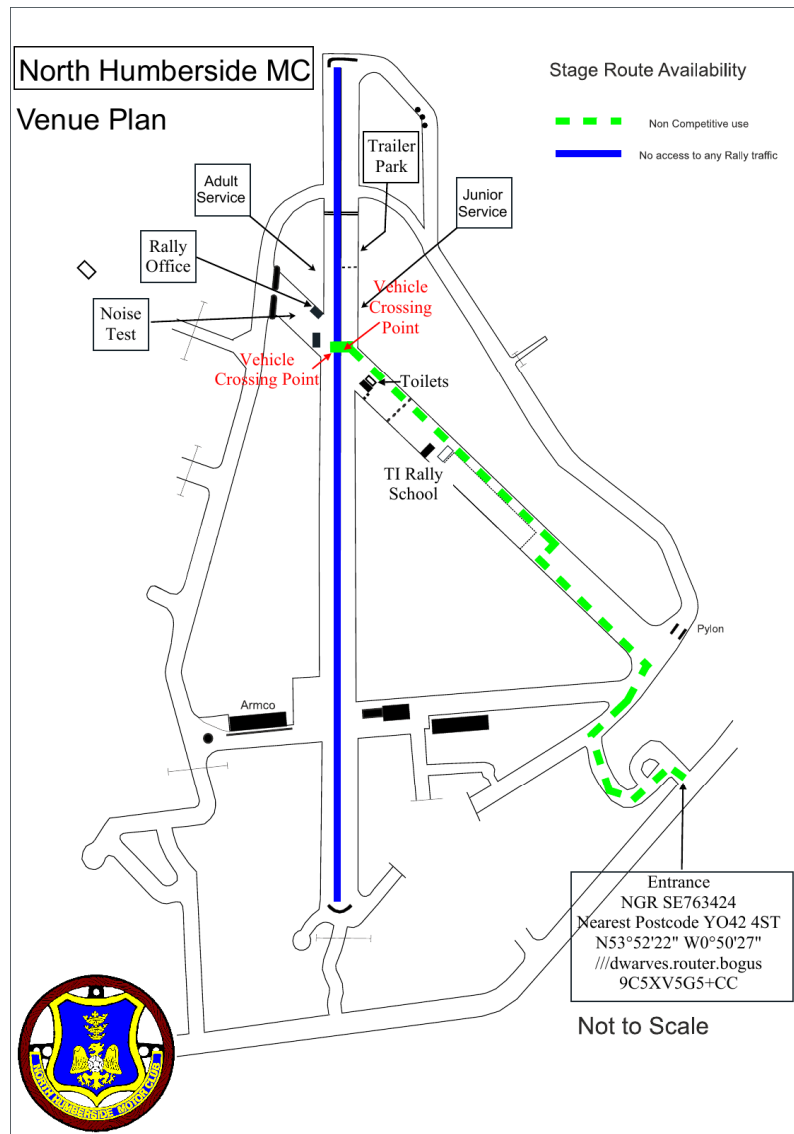 North Humberside MC
Venue Plan
Stage Route Availability
Non Competitive use
No access to any Rally traffic
Trailer
Park
Adult
Service
Junior
Service
Rally
Office
Noise
Test
Vehicle
Crossing
Point
Vehicle
Crossing Point
Toilets
TI Rally
School
Pylon
Armco
Entrance
NGR SE763424
Nearest Postcode YO42 4ST
N53°52'22" W0°50'27"
///dwarves.router.bogus
9C5XV5G5+CC
Not to Scale
NORTH HUMBERSIDE MOTOR CLUB